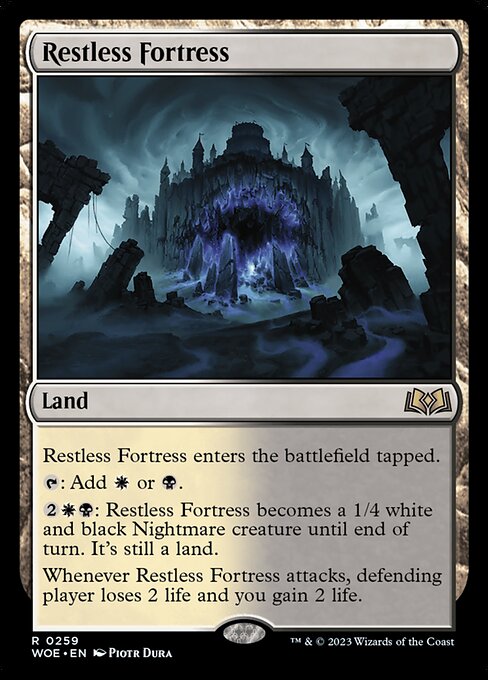 Restless Fortress
Land
Restless Fortress enters the battlefield tapped.
: Add or .
2: Restless Fortress becomes a 1/4 white
and black Nightmare creature until end of
turn. It's still a land.
Whenever Restless Fortress attacks, defending
player loses 2 life and you gain 2 life.
R 0259
WOE • EN Piotr Dura
™ & © 2023 Wizards of the Coast